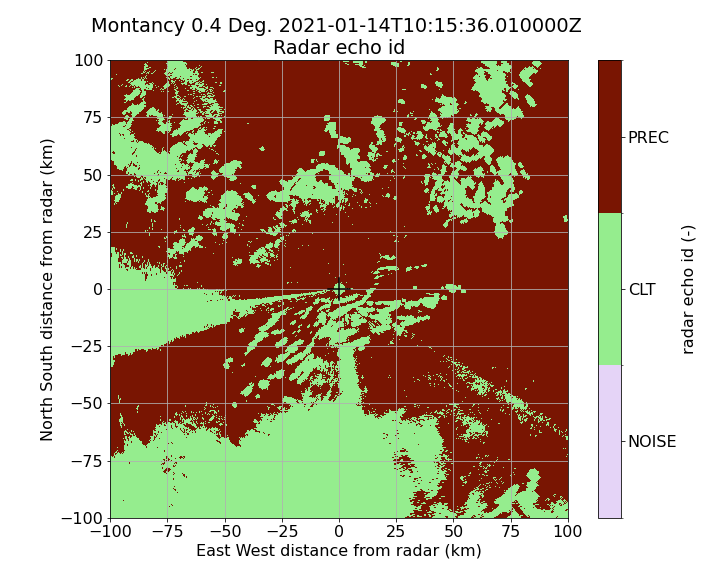 Montancy 0.4 Deg. 2021-01-14T10:15:36.010000Z
Radar echo id
100
75
50
25
0
−25
−50
−75
−100
−100 −75 −50 −25 0 25 50 75 100
North South distance from radar (km)
East West distance from radar (km)
PREC
CLT
NOISE
radar echo id (-)